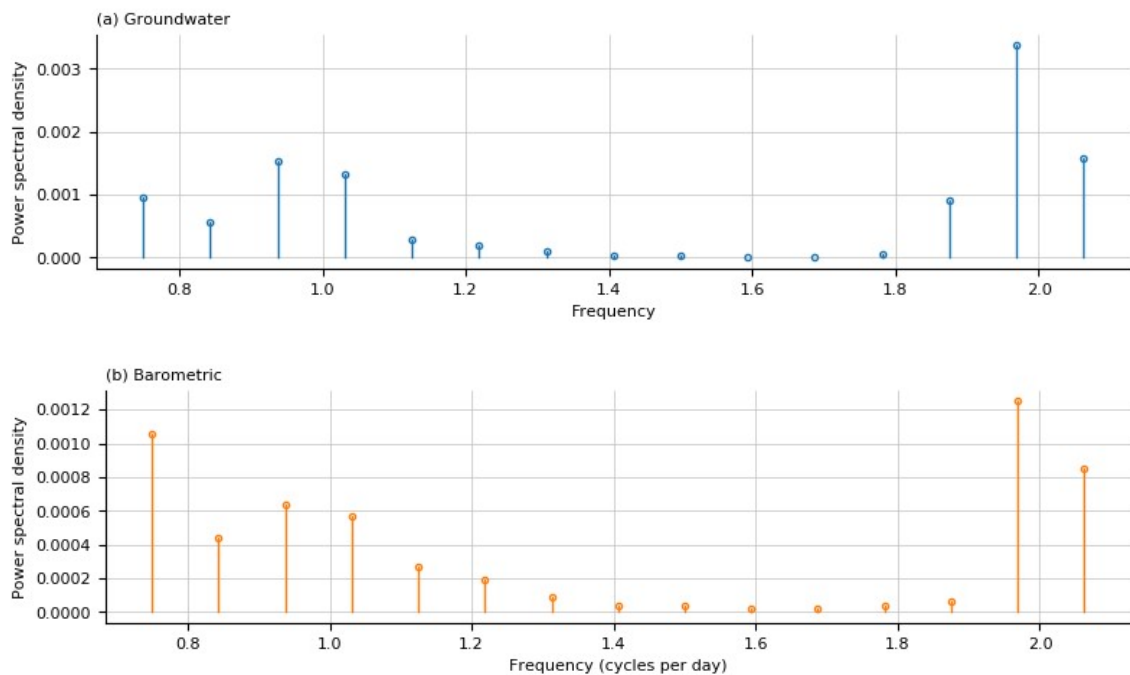 (a) Groundwater
Power spectral density
0.003
0.002
0.001
0.000
0.8 1.0 1.2 1.4 1.6 1.8 2.0
Frequency
(b) Barometric
Power spectral density
0.0012
0.0010
0.0008
0.0006
0.0004
0.0002
0.0000
0.8 1.0 1.2 1.4 1.6 1.8 2.0
Frequency (cycles per day)